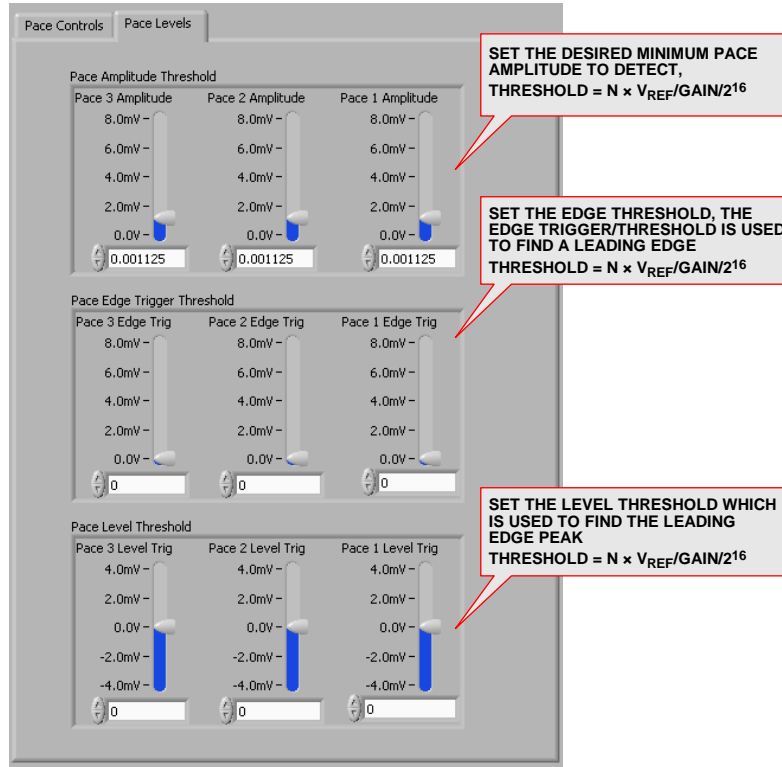 Pace Controls Pace Levels
SET THE DESIRED MINIMUM PACE
AMPLITUDE TO DETECT,
THRESHOLD = N × VREF/GAIN/2^16
Pace Amplitude Threshold
Pace 3 Amplitude Pace 2 Amplitude Pace 1 Amplitude
8.0mV 8.0mV 8.0mV
6.0mV 6.0mV 6.0mV
4.0mV 4.0mV 4.0mV
2.0mV 2.0mV 2.0mV
0.0V 0.0V 0.0V
0.001125 0.001125 0.001125
SET THE EDGE THRESHOLD, THE
EDGE TRIGGER/THRESHOLD IS USED
TO FIND A LEADING EDGE
THRESHOLD = N × VREF/GAIN/2^16
Pace Edge Trigger Threshold
Pace 3 Edge Trig Pace 2 Edge Trig Pace 1 Edge Trig
8.0mV 8.0mV 8.0mV
6.0mV 6.0mV 6.0mV
4.0mV 4.0mV 4.0mV
2.0mV 2.0mV 2.0mV
0.0V 0.0V 0.0V
0 0 0
SET THE LEVEL THRESHOLD WHICH
IS USED TO FIND THE LEADING
EDGE PEAK
THRESHOLD = N × VREF/GAIN/2^16
Pace Level Threshold
Pace 3 Level Trig Pace 2 Level Trig Pace 1 Level Trig
4.0mV 4.0mV 4.0mV
2.0mV 2.0mV 2.0mV
0.0V 0.0V 0.0V
-2.0mV -2.0mV -2.0mV
-4.0mV -4.0mV -4.0mV
0 0 0